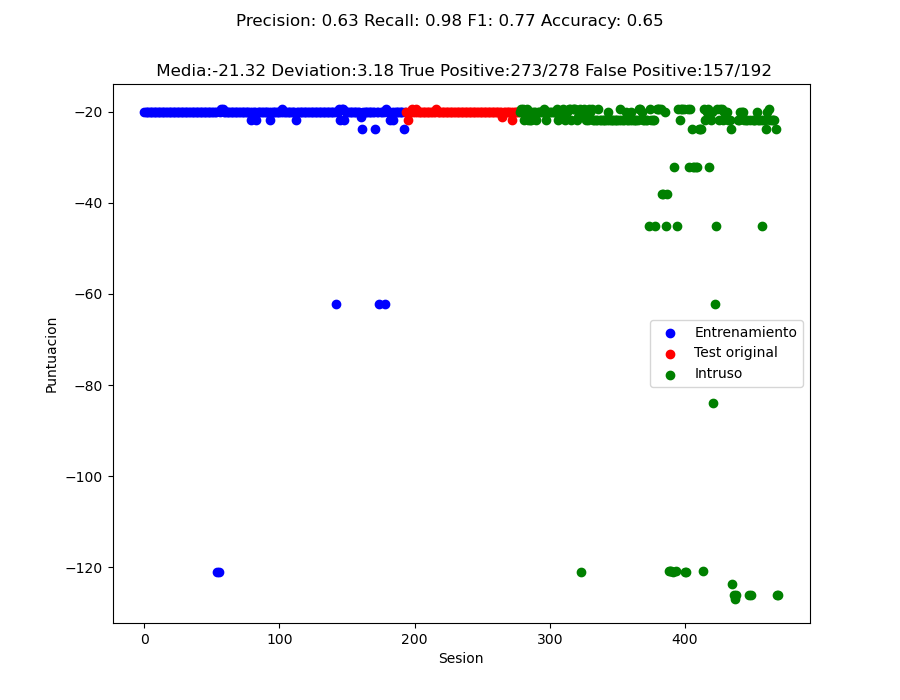 Precision: 0.63 Recall: 0.98 F1: 0.77 Accuracy: 0.65
Media:-21.32 Deviation:3.18 True Positive:273/278 False Positive:157/192
Puntuacion
−20
−40
−60
−80
−100
−120
Entrenamiento
Test original
Intruso
0
100
200
300
400
Sesion